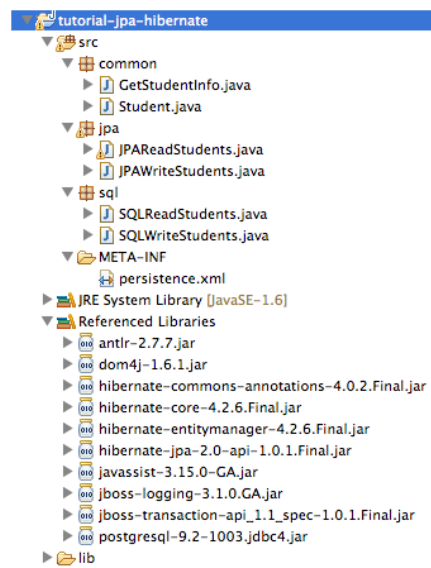 tutorial-jpa-hibernate
src
common
GetStudentInfo.java
Student.java
jpa
JPAReadStudents.java
JPAWriteStudents.java
sql
SQLReadStudents.java
SQLWriteStudents.java
META-INF
persistence.xml
JRE System Library [JavaSE-1.6]
Referenced Libraries
antlr-2.7.7.jar
dom4j-1.6.1.jar
hibernate-commons-annotations-4.0.2.Final.jar
hibernate-core-4.2.6.Final.jar
hibernate-entitymanager-4.2.6.Final.jar
hibernate-jpa-2.0-api-1.0.1.Final.jar
javassist-3.15.0-GA.jar
jboss-logging-3.1.0.GA.jar
jboss-transaction-api_1.1_spec-1.0.1.Final.jar
postgresql-9.2-1003.jdbc4.jar
lib